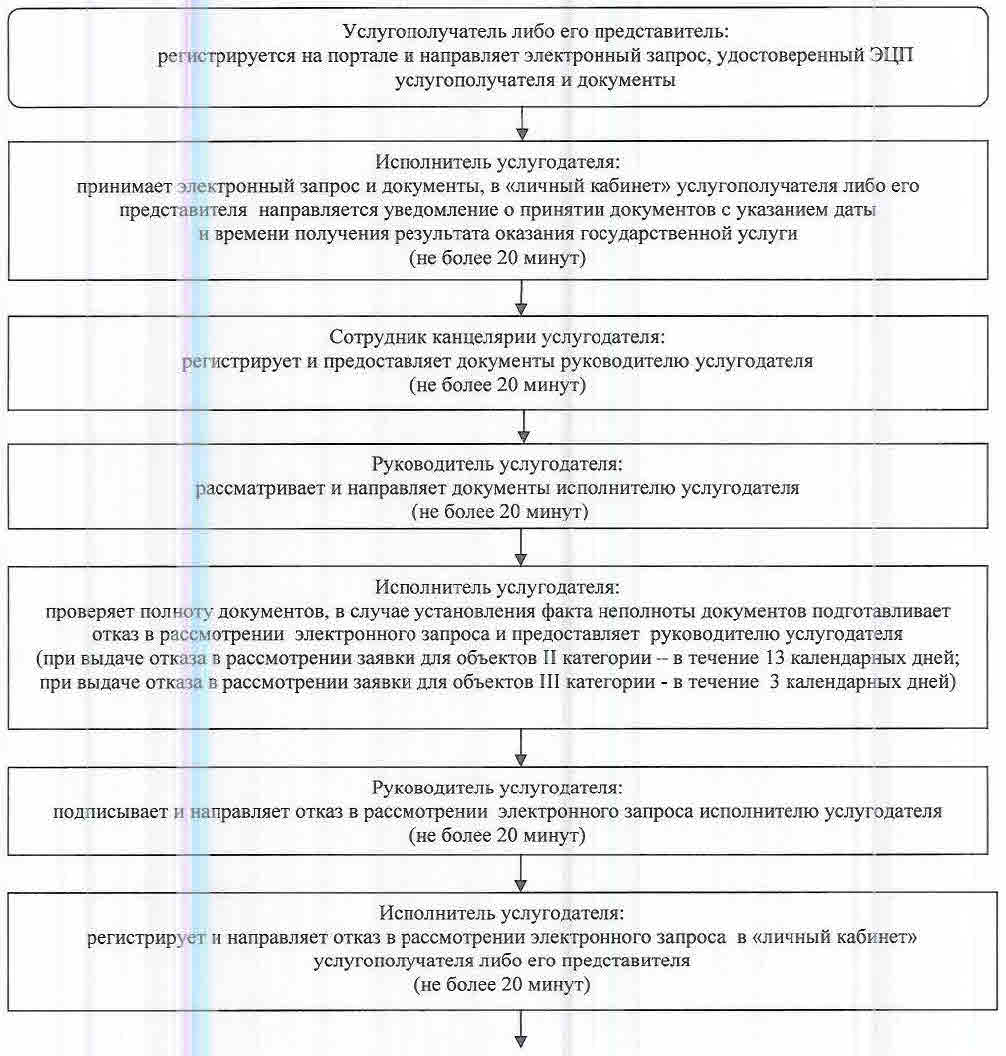 Услугополучатель либо его представитель:
регистрируется на портале и направляет электронный запрос, удостоверенный ЭЦП
услугополучателя и документы
Исполнитель услугодателя:
принимает электронный запрос и документы, в «личный кабинет» услугополучателя либо его
представителя направляется уведомление о принятии документов с указанием даты
и времени получения результата оказания государственной услуги
(не более 20 минут)
Сотрудник канцелярии услугодателя:
регистрирует и предоставляет документы руководителю услугодателя
(не более 20 минут)
Руководитель услугодателя:
рассматривает и направляет документы исполнителю услугодателя
(не более 20 минут)
Исполнитель услугодателя:
проверяет полноту документов, в случае установления факта неполноты документов подготавливает
отказ в рассмотрении электронного запроса и предоставляет руководителю услугодателя
(при выдаче отказа в рассмотрении заявки для объектов II категории – в течение 13 календарных дней;
при выдаче отказа в рассмотрении заявки для объектов III категории - в течение 3 календарных дней)
Руководитель услугодателя:
подписывает и направляет отказ в рассмотрении электронного запроса исполнителю услугодателя
(не более 20 минут)
Исполнитель услугодателя:
регистрирует и направляет отказ в рассмотрении электронного запроса в «личный кабинет»
услугополучателя либо его представителя
(не более 20 минут)